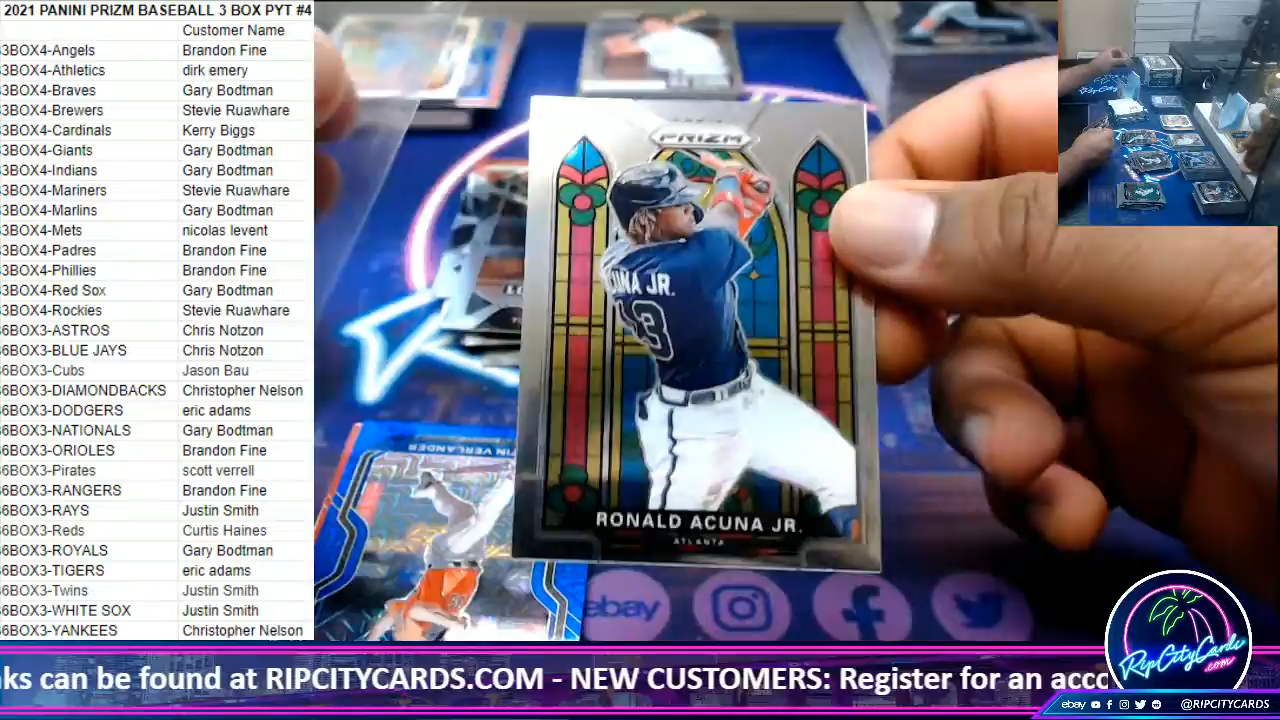 2021 PANINI PRIZM BASEBALL 3 BOX PYT #4
Customer Name
3BOX4-Angels Brandon Fine
3BOX4-Athletics dirk emery
3BOX4-Braves Gary Bodtman
3BOX4-Brewers Stevie Ruawhare
3BOX4-Cardinals Kerry Biggs
3BOX4-Giants Gary Bodtman
3BOX4-Indians Gary Bodtman
3BOX4-Mariners Stevie Ruawhare
3BOX4-Marlins Gary Bodtman
3BOX4-Mets nicolas levent
3BOX4-Padres Brandon Fine
3BOX4-Phillies Brandon Fine
3BOX4-Red Sox Gary Bodtman
3BOX4-Rockies Stevie Ruawhare
6BOX3-ASTROS Chris Notzon
6BOX3-BLUE JAYS Chris Notzon
6BOX3-Cubs Jason Bau
6BOX3-DIAMONDBACKS Christopher Nelson
6BOX3-DODGERS eric adams
6BOX3-NATIONALS Gary Bodtman
6BOX3-ORIOLES Brandon Fine
6BOX3-Pirates scott verrell
6BOX3-RANGERS Brandon Fine
6BOX3-RAYS Justin Smith
6BOX3-Reds Curtis Haines
6BOX3-ROYALS Gary Bodtman
6BOX3-TIGERS eric adams
6BOX3-Twins Justin Smith
6BOX3-WHITE SOX Justin Smith
6BOX3-YANKEES Christopher Nelson
PRIZM
UNA JR.
13
RONALD ACUNA JR.
ATLANTA
TIN VERLANDER
ebay
nks can be found at RIPCITYCARDS.COM - NEW CUSTOMERS: Register for an acco
RipCityCards
.com
ebay @RIPCITYCARDS